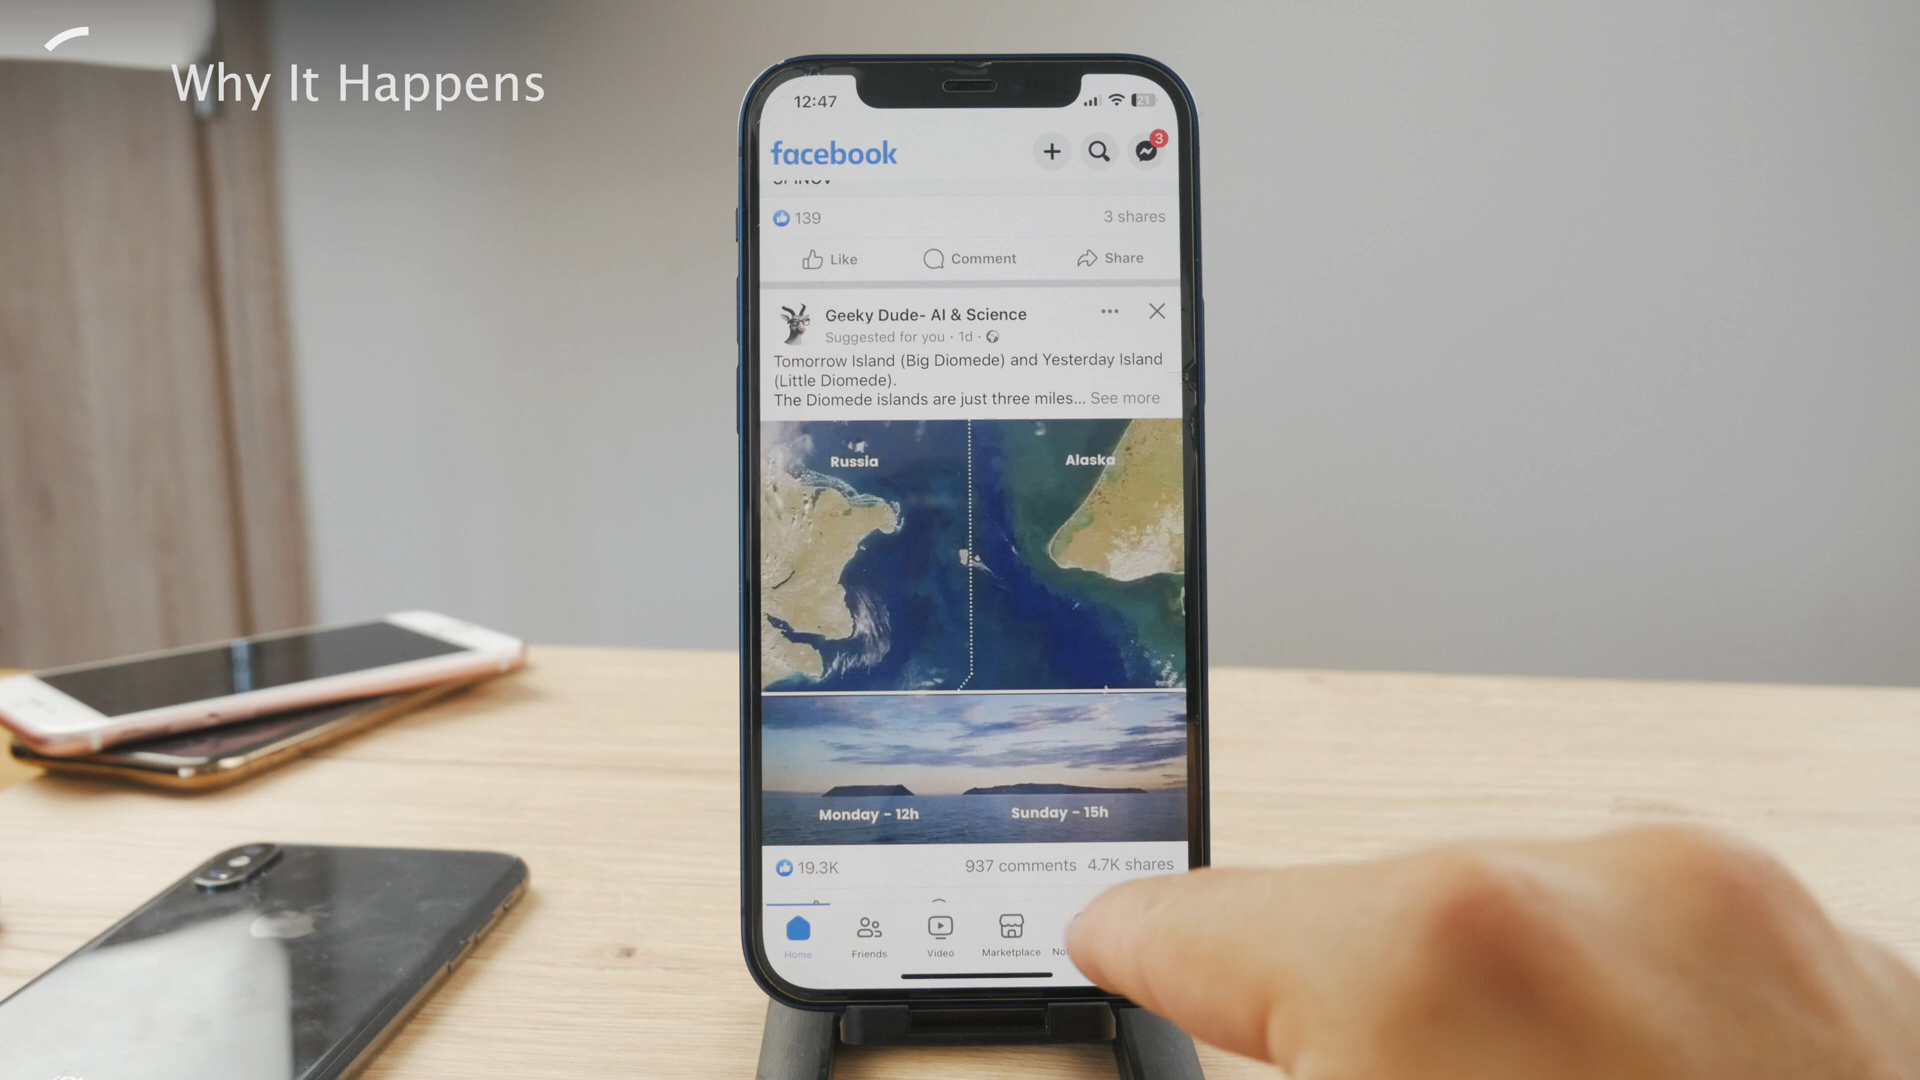 Why It Happens
12:47
21
facebook
3
139
3 shares
Like
Comment
Share
Geeky Dude- AI & Science
Suggested for you · 1d ·
Tomorrow Island (Big Diomede) and Yesterday Island
(Little Diomede).
The Diomede islands are just three miles... See more
Russia
Alaska
Monday - 12h
Sunday - 15h
19.3K
937 comments
4.7K shares
Home
Friends
Video
Marketplace